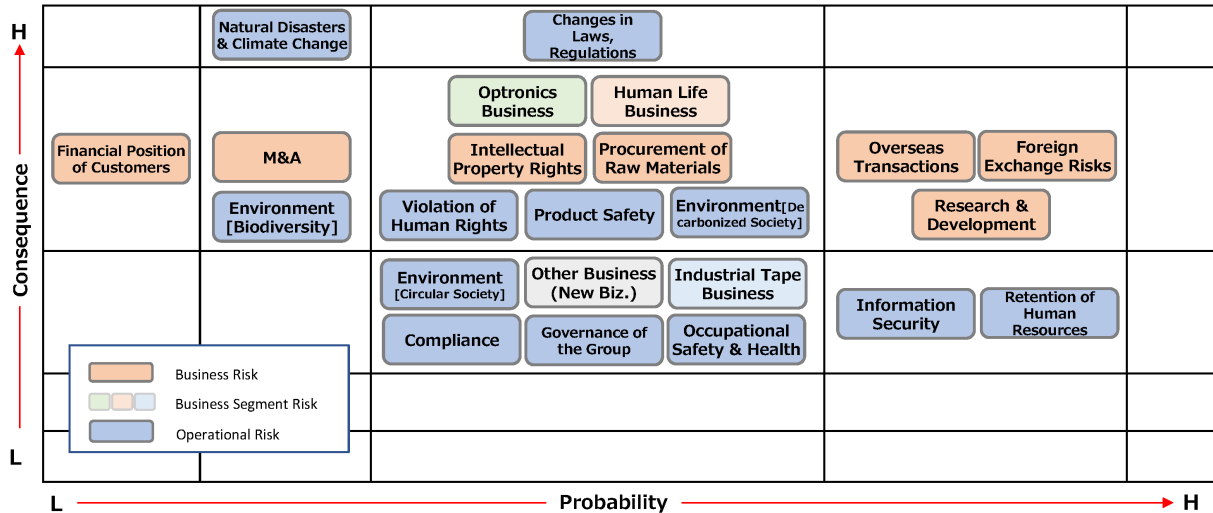 H
Consequence
L
Natural Disasters
& Climate Change
Changes in
Laws,
Regulations
Optronics
Business
Human Life
Business
Financial Position
of Customers
M&A
Intellectual
Property Rights
Procurement of
Raw Materials
Overseas
Transactions
Foreign
Exchange Risks
Environment
[Biodiversity]
Violation of
Human Rights
Product Safety
Environment[De
carbonized Society]
Research &
Development
Environment
[Circular Society]
Other Business
(New Biz.)
Industrial Tape
Business
Information
Security
Retention of
Human
Resources
Compliance
Governance of
the Group
Occupational
Safety & Health
Business Risk
Business Segment Risk
Operational Risk
L
Probability
H